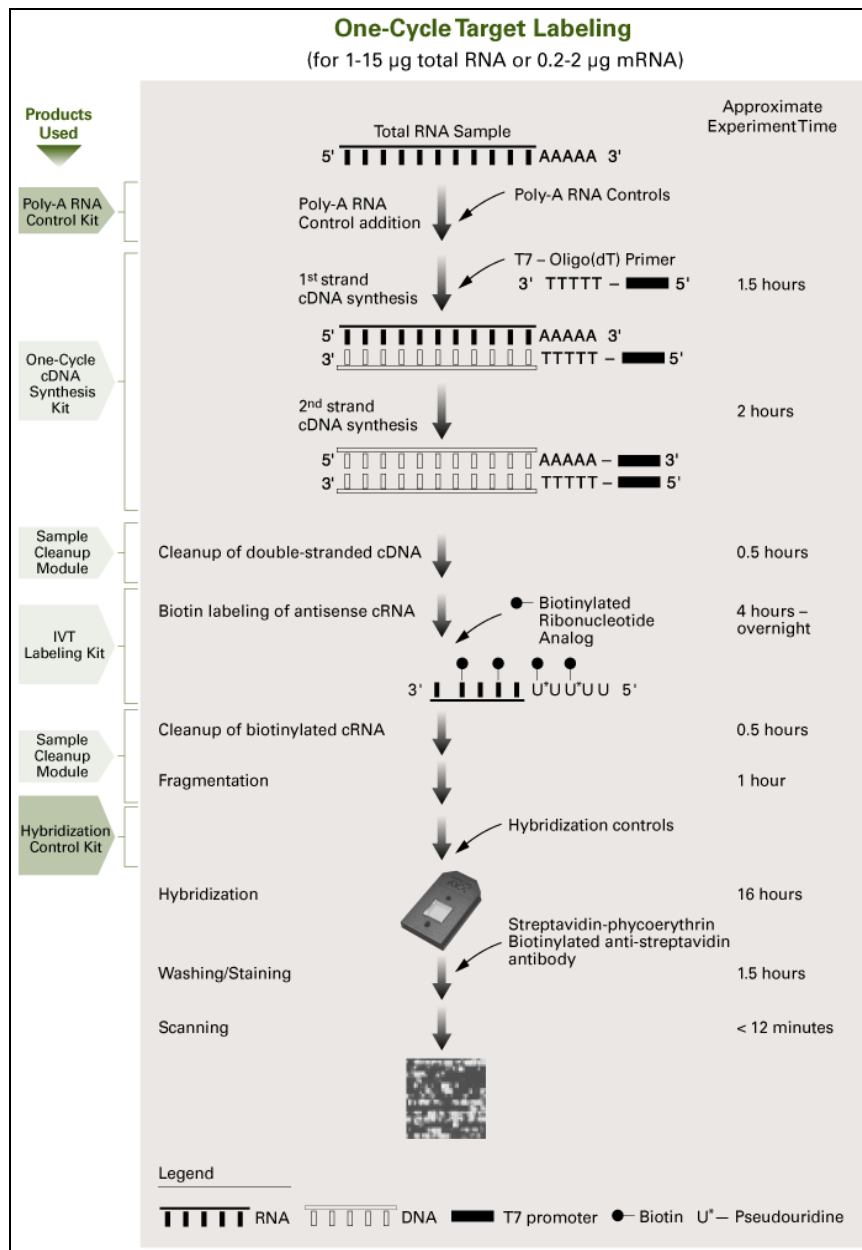 One-Cycle Target Labeling
(for 1-15 µg total RNA or 0.2-2 µg mRNA)
Products
Used
Approximate
Experiment Time
Total RNA Sample
5' AAAAA 3'
Poly-A RNA
Control Kit
Poly-A RNA
Control addition
Poly-A RNA Controls
One-Cycle
cDNA
Synthesis
Kit
T7 – Oligo(dT) Primer
3' TTTTT – 5'
1st strand
cDNA synthesis
1.5 hours
5' AAAAA 3'
3' TTTTT – 5'
2nd strand
cDNA synthesis
2 hours
5' AAAAA – 3'
3' TTTTT – 5'
Sample
Cleanup
Module
Cleanup of double-stranded cDNA
0.5 hours
IVT
Labeling Kit
Biotin labeling of antisense cRNA
Biotinylated
Ribonucleotide
Analog
4 hours –
overnight
3' U*UU*UU 5'
Sample
Cleanup
Module
Cleanup of biotinylated cRNA
0.5 hours
Fragmentation
1 hour
Hybridization
Control Kit
Hybridization controls
Hybridization
16 hours
Streptavidin-phycoerythrin
Biotinylated anti-streptavidin
antibody
Washing/Staining
1.5 hours
Scanning
< 12 minutes
Legend
RNA DNA T7 promoter Biotin U*– Pseudouridine